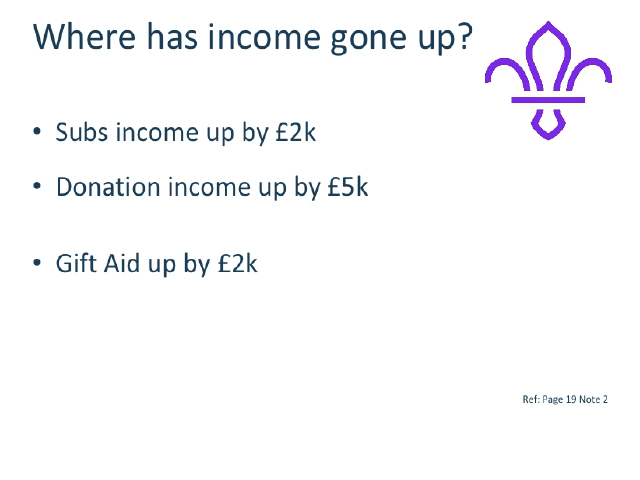 Where has income gone up?
• Subs income up by £2k
• Donation income up by £5k
• Gift Aid up by £2k
Ref: Page 19 Note 2